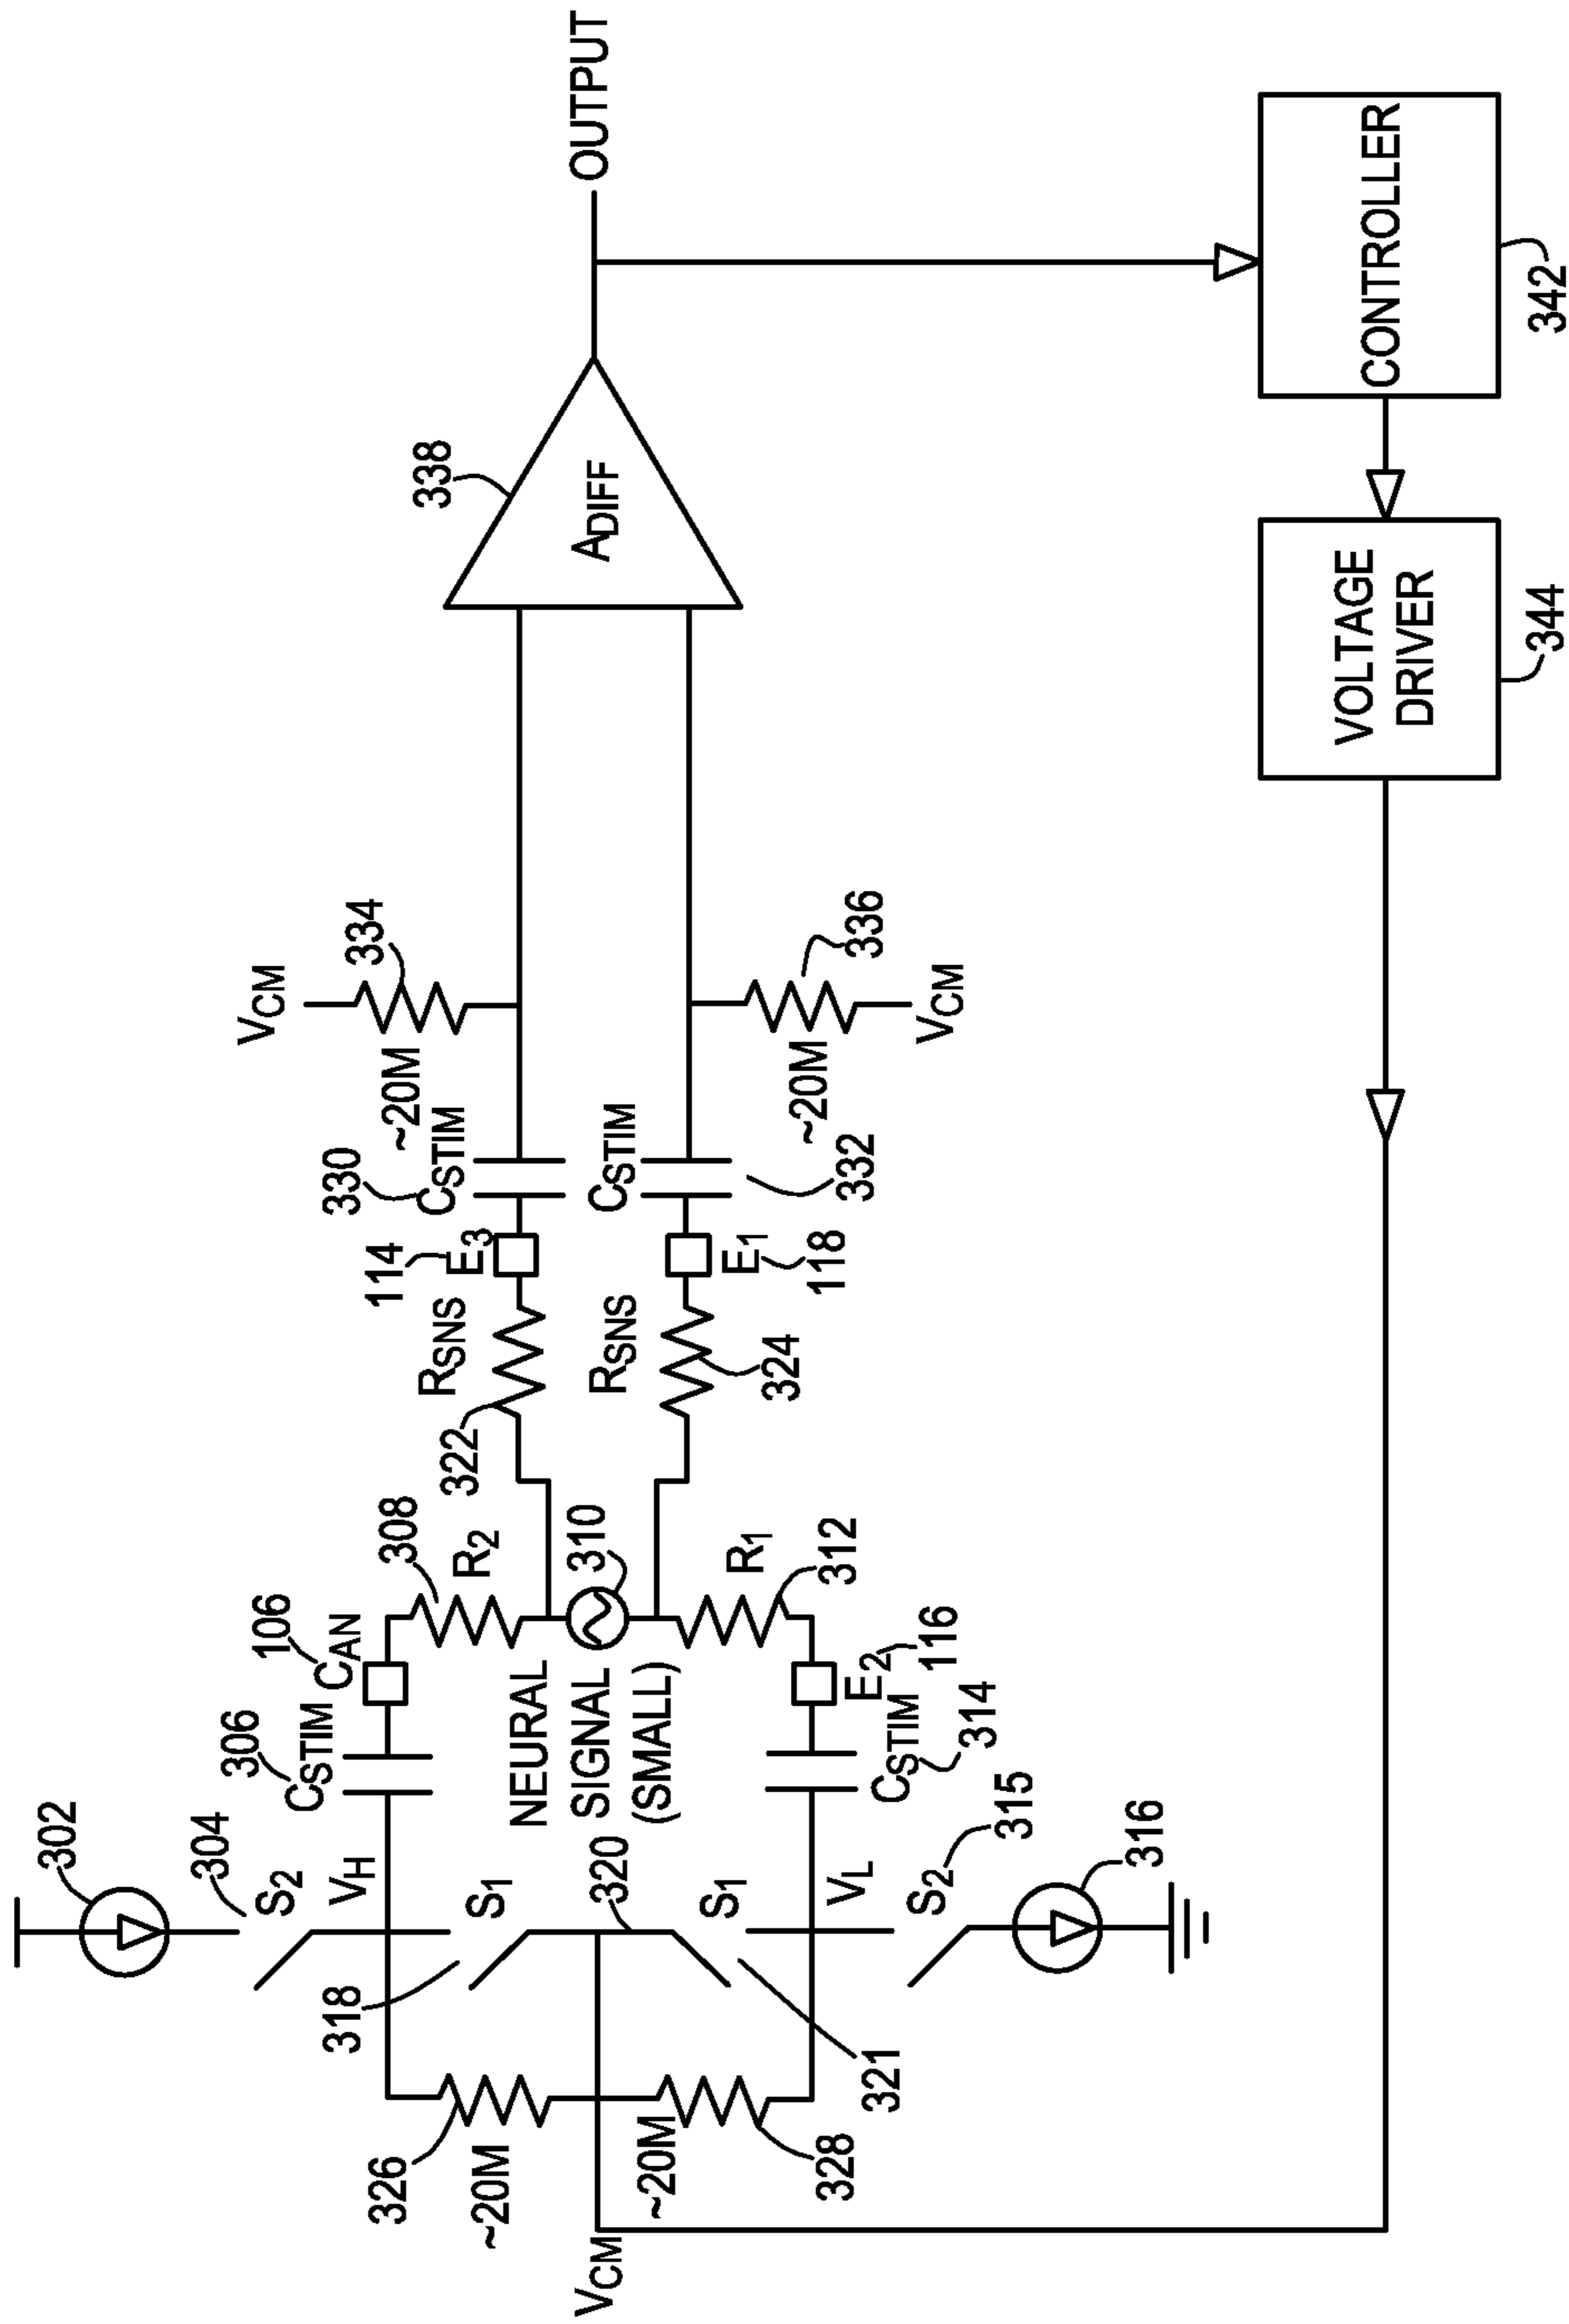 302
304
S2
VH
306
CSTIM
106
CAN
308
R2
318
S1
326
~20M
VCM
320
NEURAL
SIGNAL
(SMALL)
310
~20M
328
321
S1
VL
S2
315
316
CSTIM
314
E2
116
R1
312
322
RSNS
114
E3
330
CSTIM
~20M
334
VCM
RSNS
324
E1
118
CSTIM
332
~20M
336
VCM
338
ADIFF
OUTPUT
VOLTAGE
DRIVER
344
CONTROLLER
342